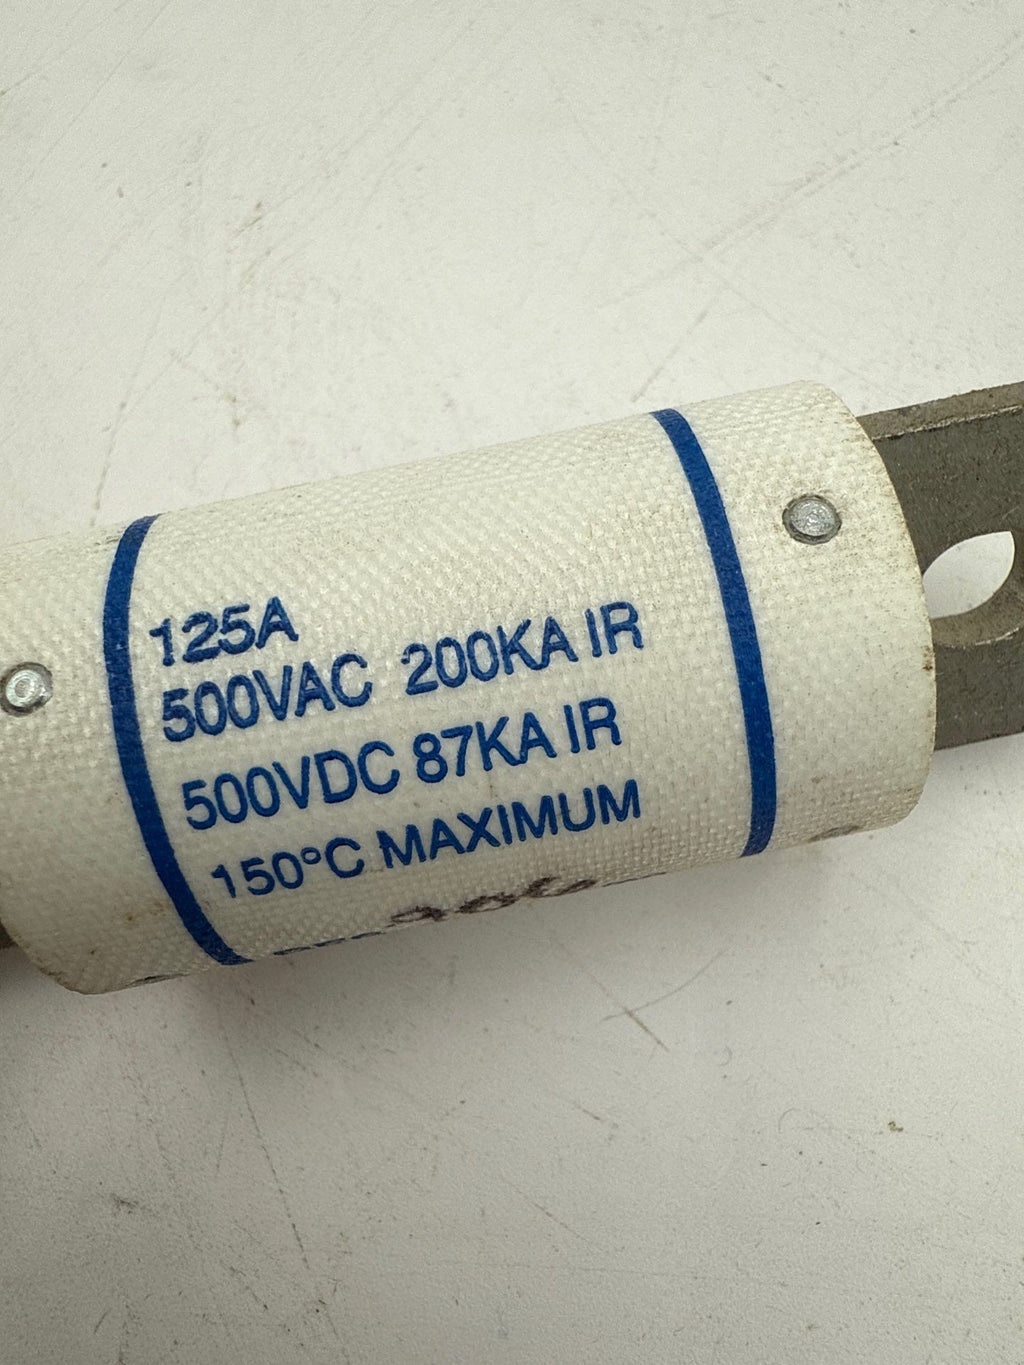 125A
500VAC 200KA IR
500VDC 87KA IR
150°C MAXIMUM